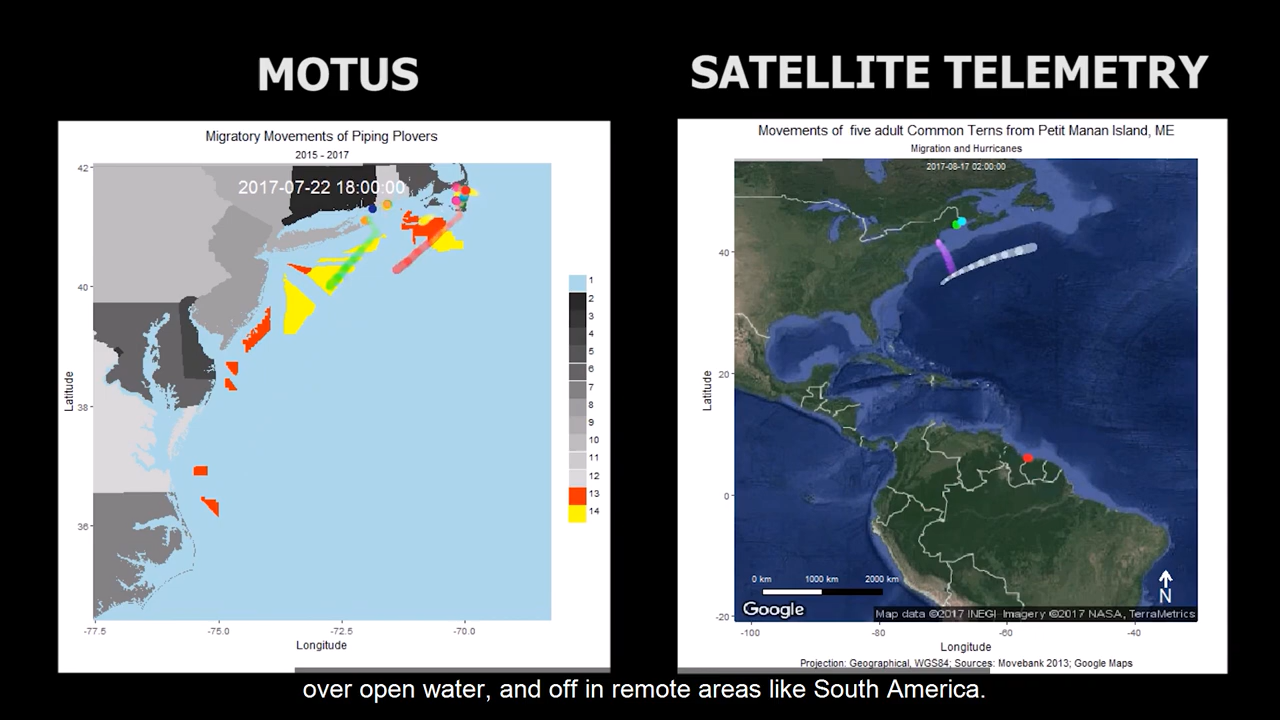 MOTUS
SATELLITE TELEMETRY
Migratory Movements of Piping Plovers
2015 - 2017
2017-07-22 18:00:00
42
40
38
36
Latitude
-77.5
-75.0
-72.5
-70.0
Longitude
1
2
3
4
5
6
7
8
9
10
11
12
13
14
Movements of five adult Common Terns from Petit Manan Island, ME
Migration and Hurricanes
2017-08-17 02:00:00
40
20
0
-20
Latitude
0 km 1000 km 2000 km
N
Google
Map data ©2017 INEGI Imagery ©2017 NASA, TerraMetrics
-100
-80
-60
-40
Longitude
Projection: Geographical, WGS84; Sources: Movebank 2013; Google Maps
over open water, and off in remote areas like South America.